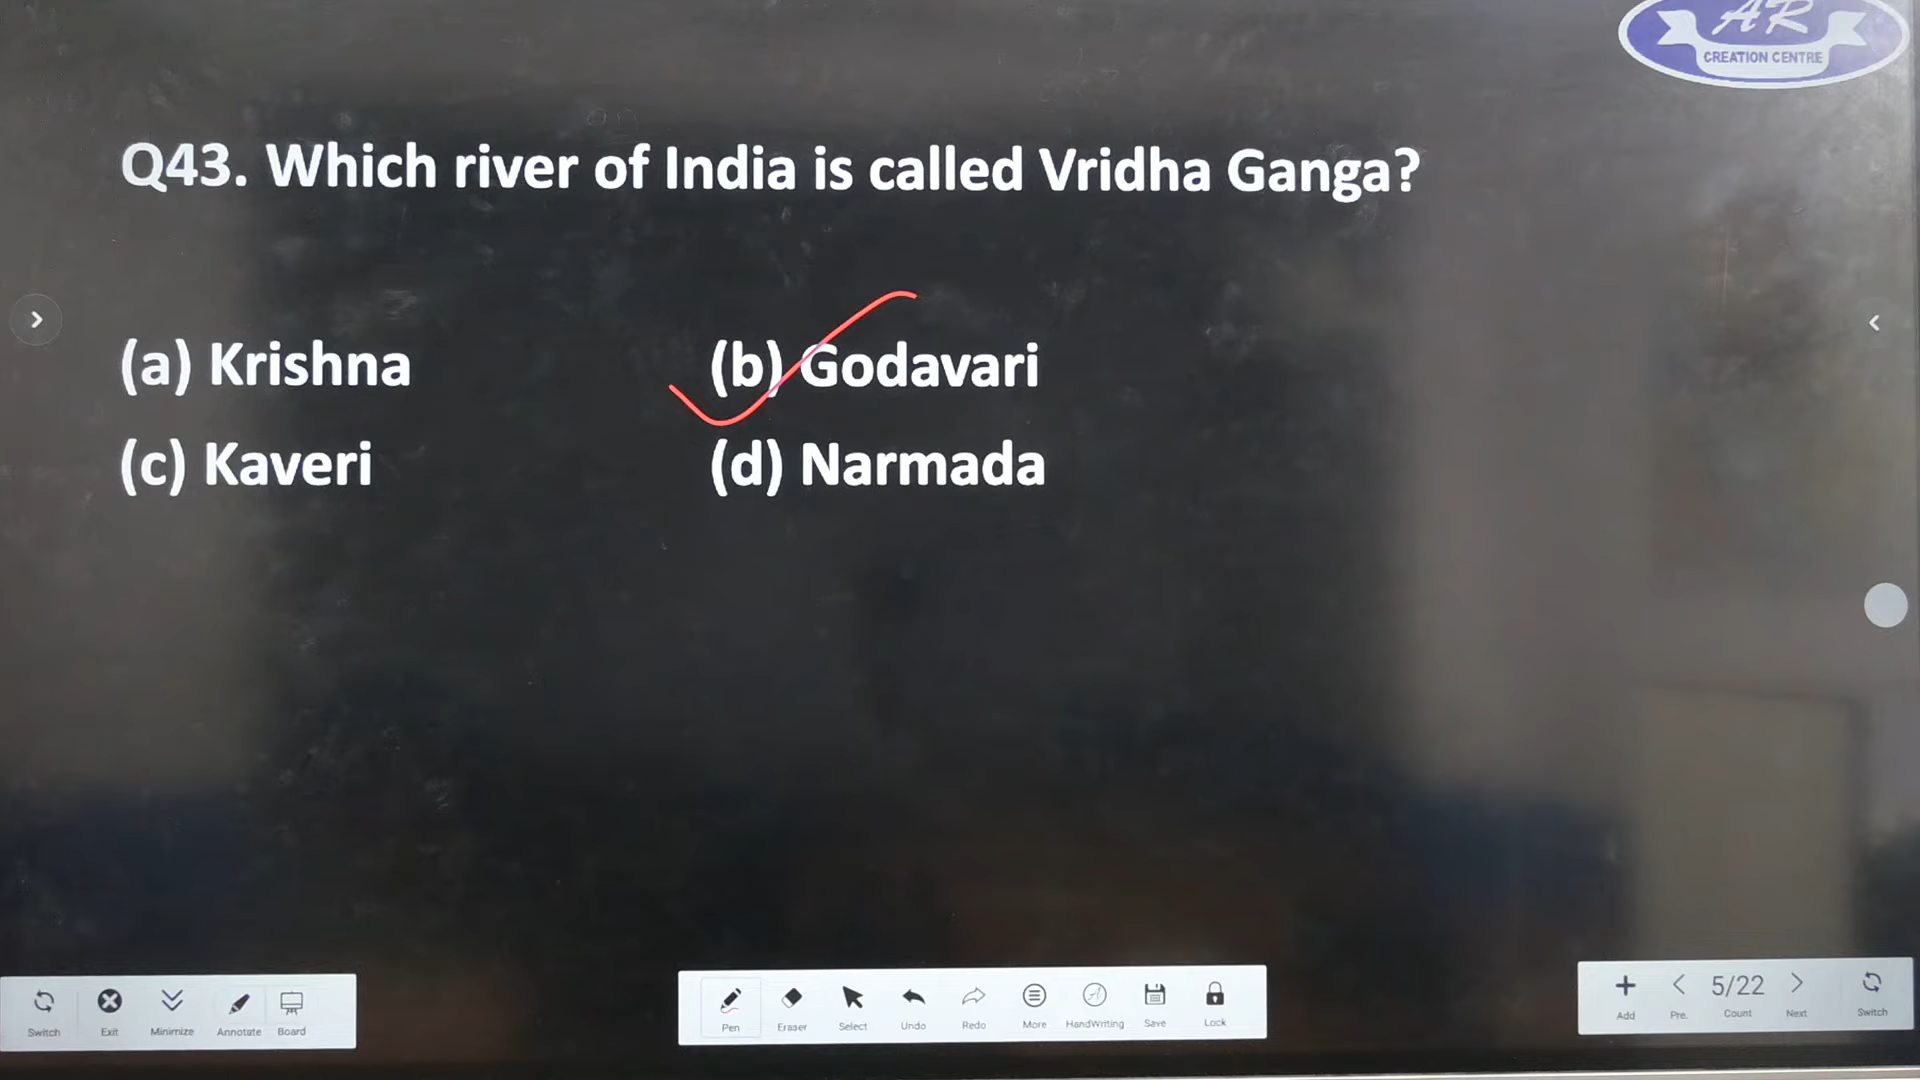 AR
CREATION CENTRE
Q43. Which river of India is called Vridha Ganga?
(a) Krishna
(b) Godavari
(c) Kaveri
(d) Narmada
Switch
Exit
Minimize
Annotate
Board
Pen
Eraser
Select
Undo
Redo
More
HandWriting
Save
Lock
Add
Pre.
5/22
Count
Next
Switch